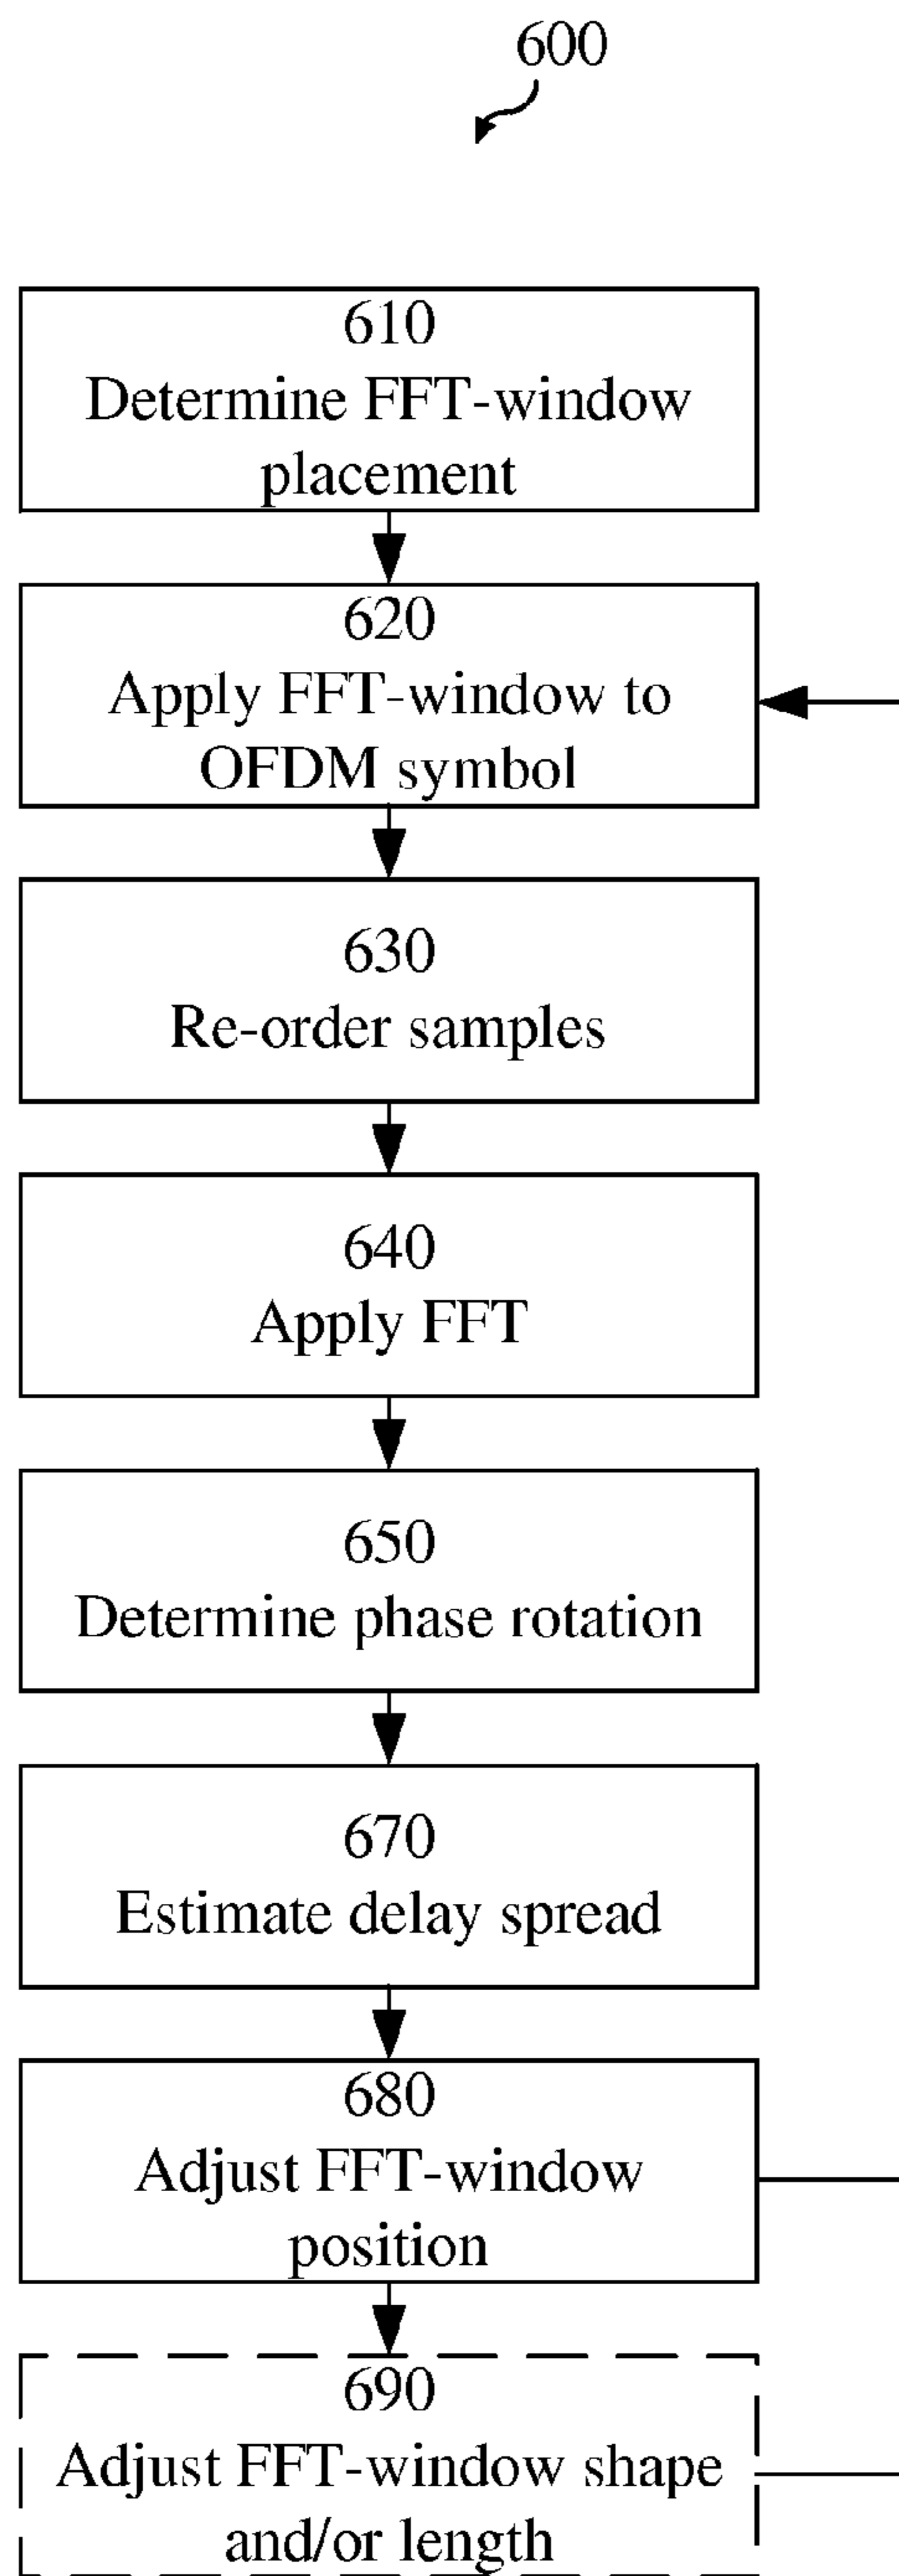 600
610
Determine FFT-window
placement
620
Apply FFT-window to
OFDM symbol
630
Re-order samples
640
Apply FFT
650
Determine phase rotation
670
Estimate delay spread
680
Adjust FFT-window
position
690
Adjust FFT-window shape
and/or length